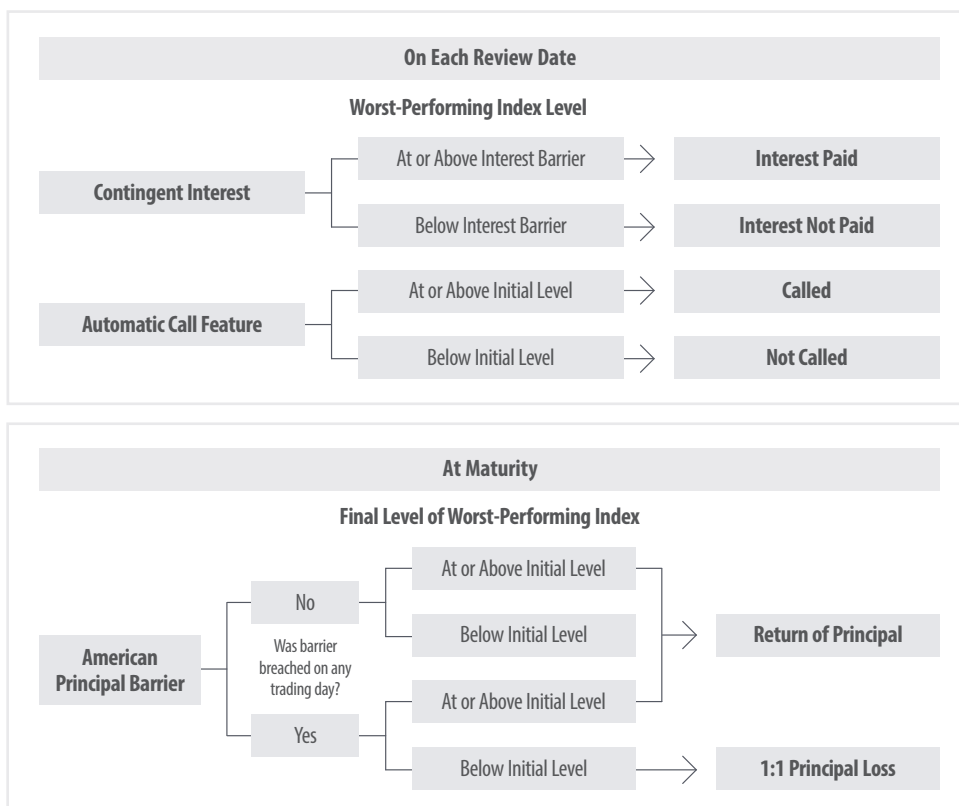 On Each Review Date
Worst-Performing Index Level
Contingent Interest
At or Above Interest Barrier
Interest Paid
Below Interest Barrier
Interest Not Paid
Automatic Call Feature
At or Above Initial Level
Called
Below Initial Level
Not Called
At Maturity
Final Level of Worst-Performing Index
American
Principal Barrier
No
Was barrier
breached on any
trading day?
Yes
At or Above Initial Level
Below Initial Level
Return of Principal
At or Above Initial Level
Below Initial Level
1:1 Principal Loss